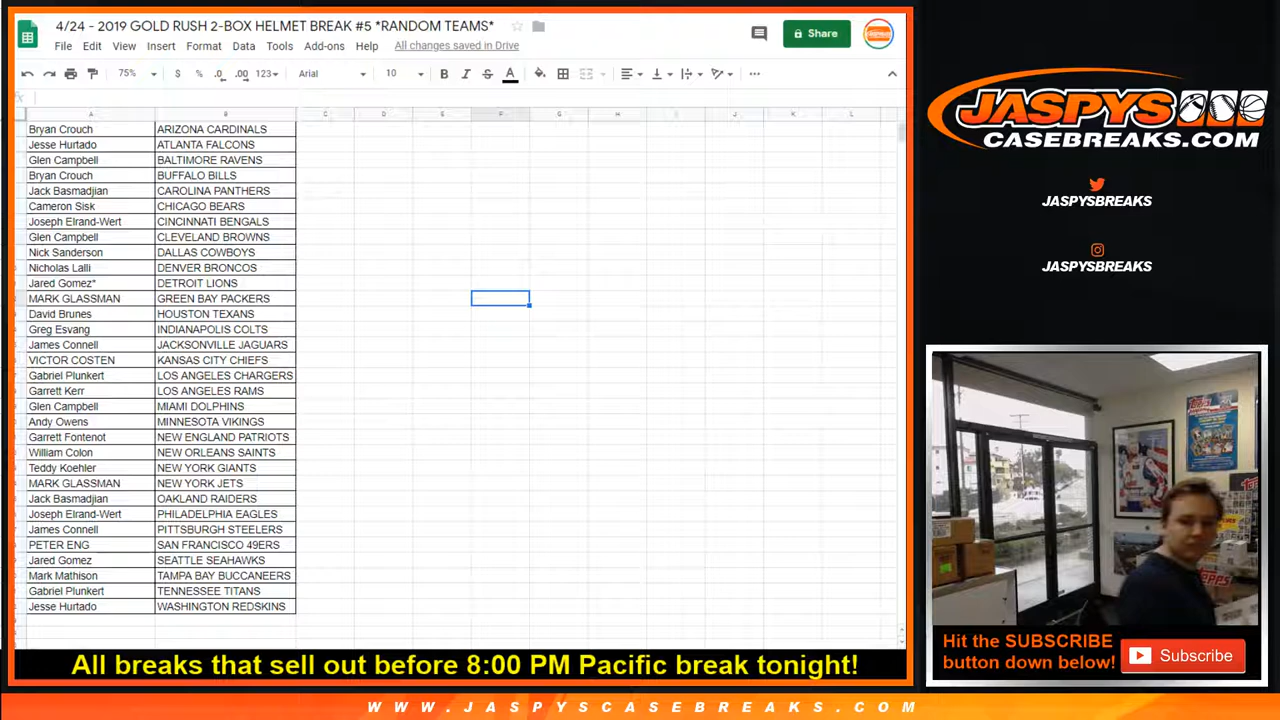 4/24 - 2019 GOLD RUSH 2-BOX HELMET BREAK #5 *RANDOM TEAMS*
File Edit View Insert Format Data Tools Add-ons Help All changes saved in Drive
Share
75% $ % .0 .00 123 Arial 10
A B C D E F G H I J K L
Bryan Crouch ARIZONA CARDINALS
Jesse Hurtado ATLANTA FALCONS
Glen Campbell BALTIMORE RAVENS
Bryan Crouch BUFFALO BILLS
Jack Basmadjian CAROLINA PANTHERS
Cameron Sisk CHICAGO BEARS
Joseph Elrand-Wert CINCINNATI BENGALS
Glen Campbell CLEVELAND BROWNS
Nick Sanderson DALLAS COWBOYS
Nicholas Lalli DENVER BRONCOS
Jared Gomez* DETROIT LIONS
MARK GLASSMAN GREEN BAY PACKERS
David Brunes HOUSTON TEXANS
Greg Esvang INDIANAPOLIS COLTS
James Connell JACKSONVILLE JAGUARS
VICTOR COSTEN KANSAS CITY CHIEFS
Gabriel Plunkert LOS ANGELES CHARGERS
Garrett Kerr LOS ANGELES RAMS
Glen Campbell MIAMI DOLPHINS
Andy Owens MINNESOTA VIKINGS
Garrett Fontenot NEW ENGLAND PATRIOTS
William Colon NEW ORLEANS SAINTS
Teddy Koehler NEW YORK GIANTS
MARK GLASSMAN NEW YORK JETS
Jack Basmadjian OAKLAND RAIDERS
Joseph Elrand-Wert PHILADELPHIA EAGLES
James Connell PITTSBURGH STEELERS
PETER ENG SAN FRANCISCO 49ERS
Jared Gomez SEATTLE SEAHAWKS
Mark Mathison TAMPA BAY BUCCANEERS
Gabriel Plunkert TENNESSEE TITANS
Jesse Hurtado WASHINGTON REDSKINS
All breaks that sell out before 8:00 PM Pacific break tonight!
JASPYS
CASEBREAKS.COM
JASPYSBREAKS
JASPYSBREAKS
Topps
TOPPS
Hit the SUBSCRIBE
button down below!
Subscribe
WWW.JASPYSCASEBREAKS.COM